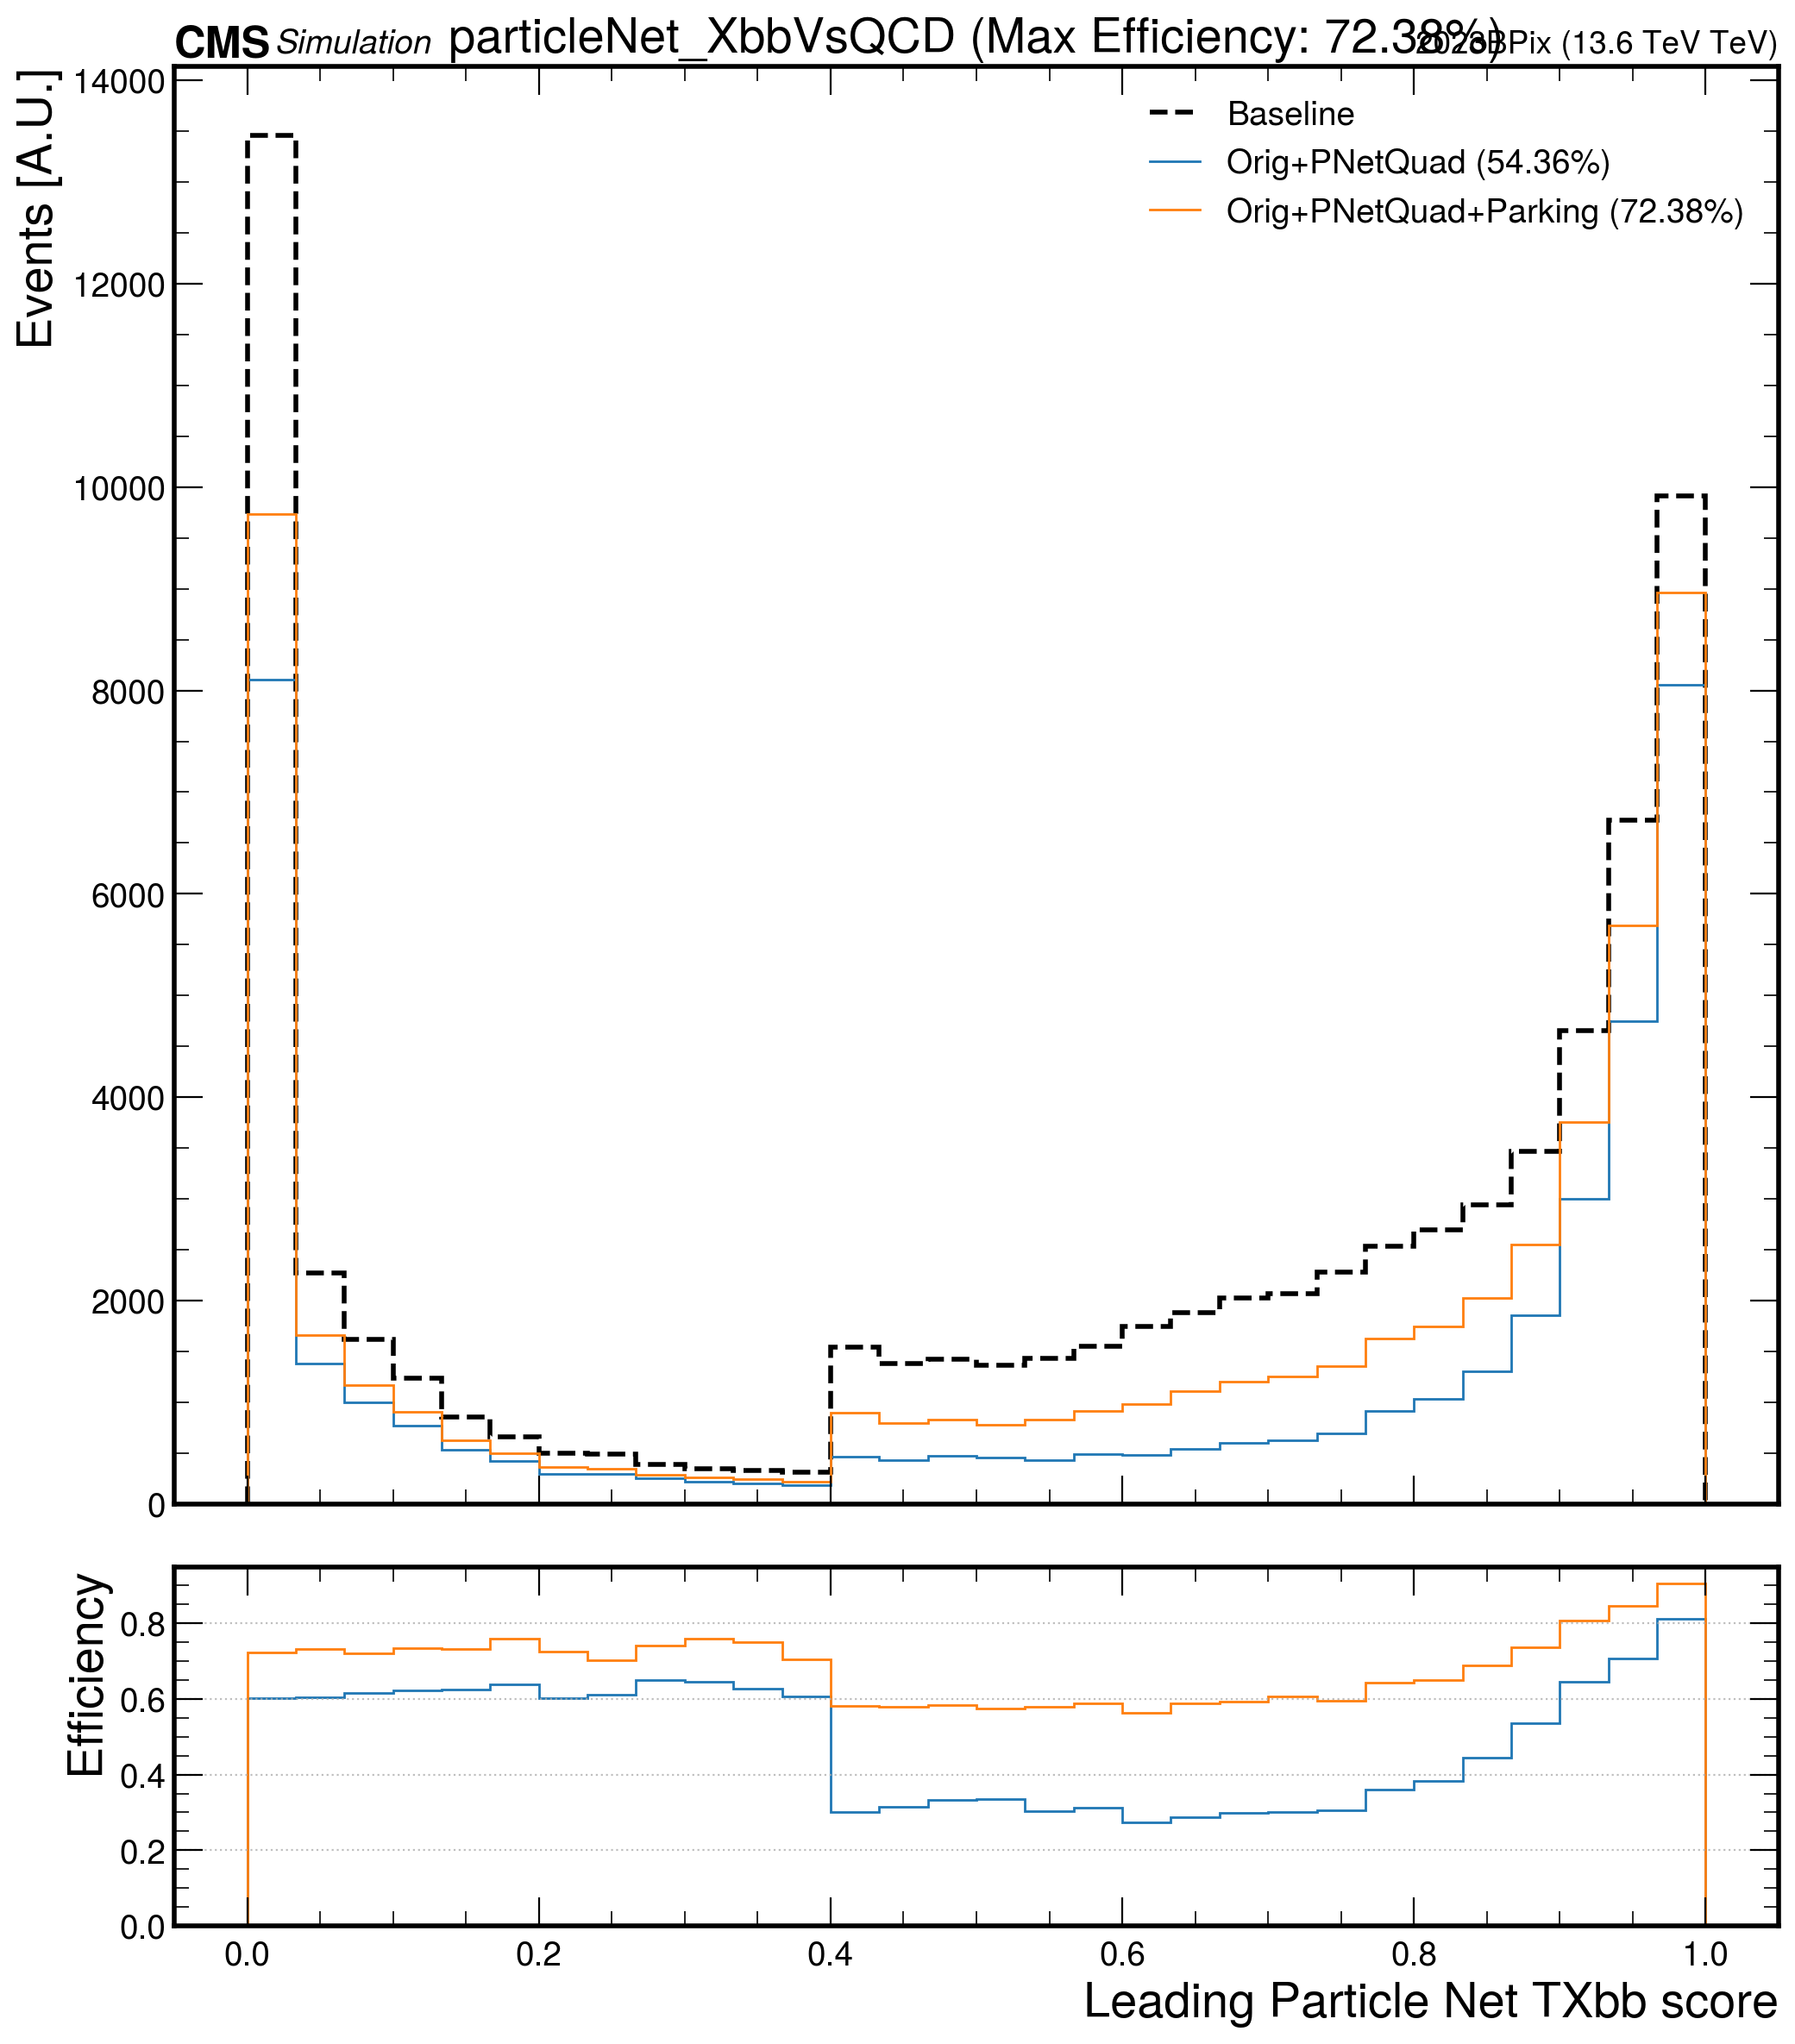 CMS Simulation particleNet_XbbVsQCD (Max Efficiency: 72.38%) 2023BPix (13.6 TeV TeV)
Events [A.U.]
14000
12000
10000
8000
6000
4000
2000
0
Baseline
Orig+PNetQuad (54.36%)
Orig+PNetQuad+Parking (72.38%)
Efficiency
0.8
0.6
0.4
0.2
0.0
0.0 0.2 0.4 0.6 0.8 1.0
Leading Particle Net TXbb score